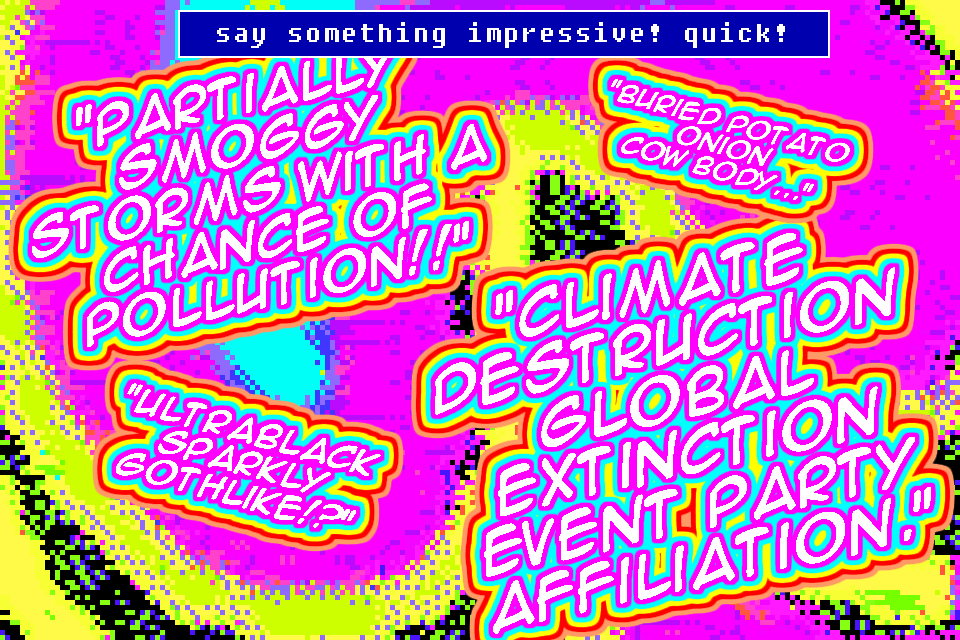 say something impressive! quick!
"PARTIALLY
SMOGGY
STORMS WITH A
CHANCE OF
POLLUTION!!"
"BURIED POTATO
ONION
COW BODY..."
"CLIMATE
DESTRUCTION
GLOBAL
EXTINCTION
EVENT PARTY
AFFILIATION."
"ULTRABLACK
SPARKLY
GOTHLIKE!?"